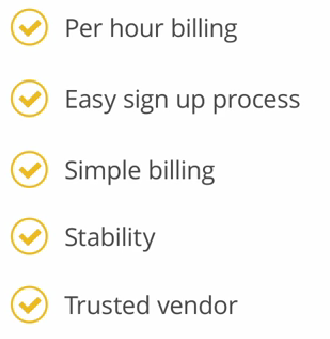 Per hour billing
Easy sign up process
Simple billing
Stability
Trusted vendor